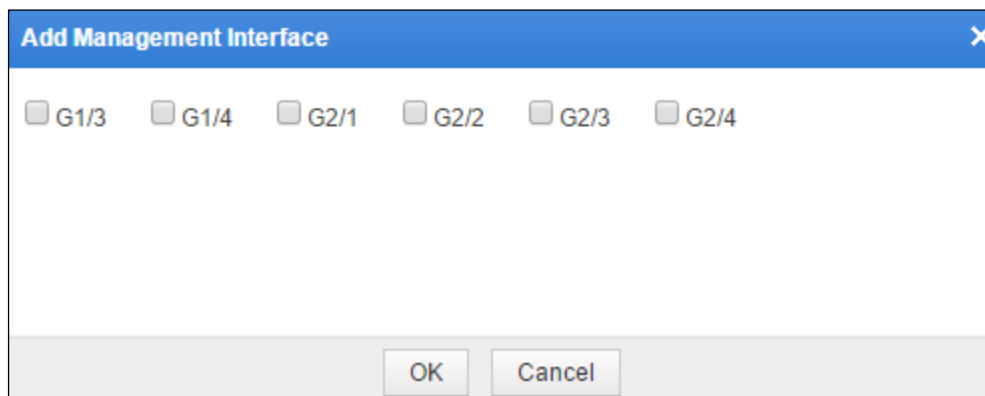 Add Management Interface
G1/3 G1/4 G2/1 G2/2 G2/3 G2/4
OK Cancel